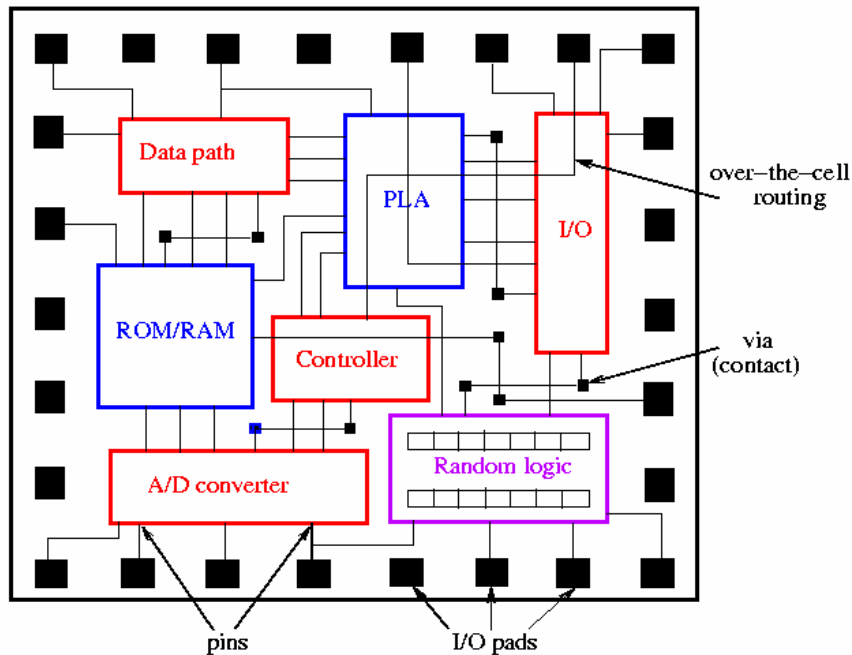 Data path
PLA
over-the-cell
routing
I/O
ROM/RAM
Controller
via
(contact)
Random logic
A/D converter
pins
I/O pads